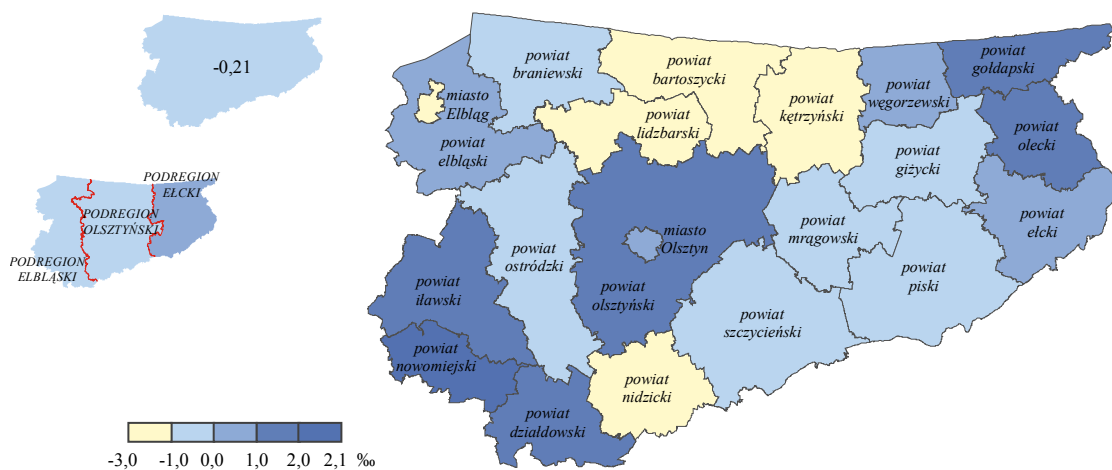 -0,21
PODREGION
EŁCKI
PODREGION
OLSZTYŃSKI
PODREGION
ELBLĄSKI
powiat
braniewski
powiat
bartoszycki
powiat
gołdapski
miasto
Elbląg
powiat
lidzbarski
powiat
kętrzyński
powiat
węgorzewski
powiat
elbląski
powiat
giżycki
powiat
olecki
powiat
ostródzki
miasto
Olsztyn
powiat
mrągowski
powiat
ełcki
powiat
iławski
powiat
olsztyński
powiat
piski
powiat
szczycieński
powiat
nowomiejski
powiat
nidzicki
powiat
działdowski
-3,0 -1,0 0,0 1,0 2,0 2,1 ‰